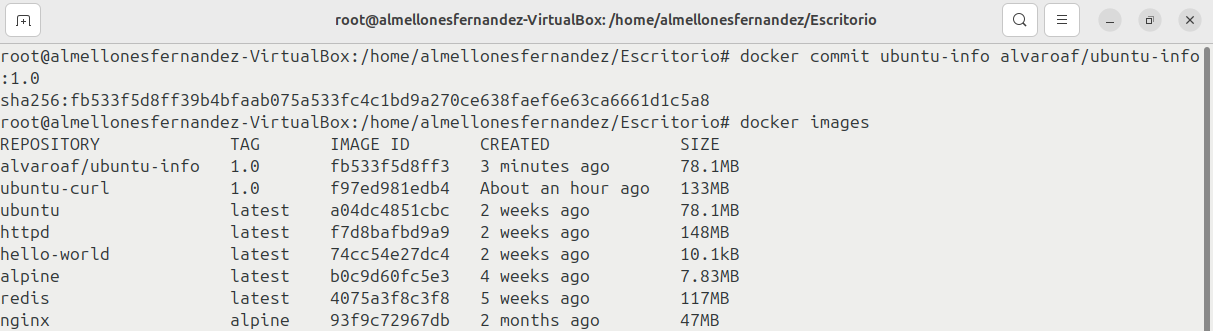 root@almellonesfernandez-VirtualBox: /home/almellonesfernandez/Escritorio
root@almellonesfernandez-VirtualBox:/home/almellonesfernandez/Escritorio# docker commit ubuntu-info alvaroaf/ubuntu-info
:1.0
sha256:fb533f5d8ff39b4bfaab075a533fc4c1bd9a270ce638faef6e63ca6661d1c5a8
root@almellonesfernandez-VirtualBox:/home/almellonesfernandez/Escritorio# docker images
REPOSITORY             TAG       IMAGE ID       CREATED             SIZE
alvaroaf/ubuntu-info   1.0       fb533f5d8ff3   3 minutes ago       78.1MB
ubuntu-curl            1.0       f97ed981edb4   About an hour ago   133MB
ubuntu                 latest    a04dc4851cbc   2 weeks ago         78.1MB
httpd                  latest    f7d8bafbd9a9   2 weeks ago         148MB
hello-world            latest    74cc54e27dc4   2 weeks ago         10.1kB
alpine                 latest    b0c9d60fc5e3   4 weeks ago         7.83MB
redis                  latest    4075a3f8c3f8   5 weeks ago         117MB
nginx                  alpine    93f9c72967db   2 months ago        47MB